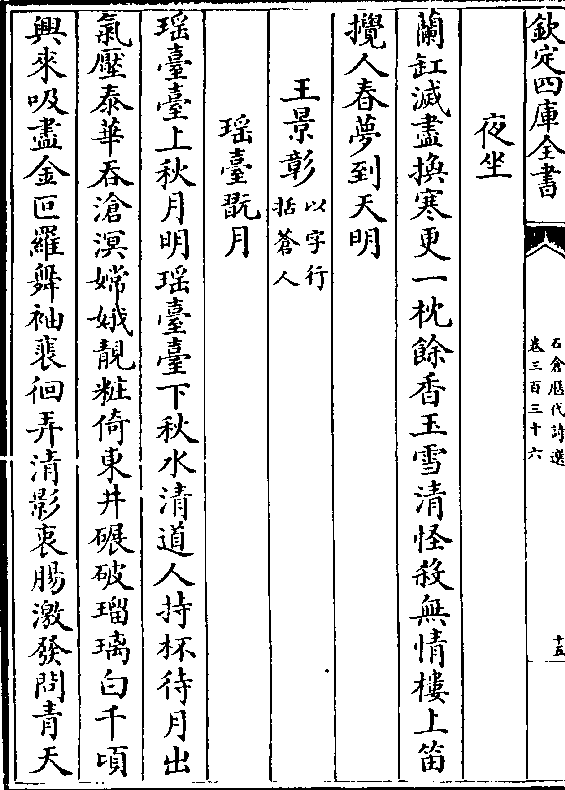 欽定四庫全書
石倉歷代詩選
卷三百三十六
十五
夜坐
蘭缸滅盡換寒更一枕餘香玉雪清怪殺無情樓上笛
攪人春夢到天明
王景彰以字行
括蒼人
瑶臺翫月
瑶臺臺上秋月明瑶臺臺下秋水清道人持杯待月出
氣壓泰華吞滄溟嫦娥靚粧倚東井碾破瑠璃白千頃
興來吸盡金叵羅舞袖裴徊弄清影衷腸激發問青天